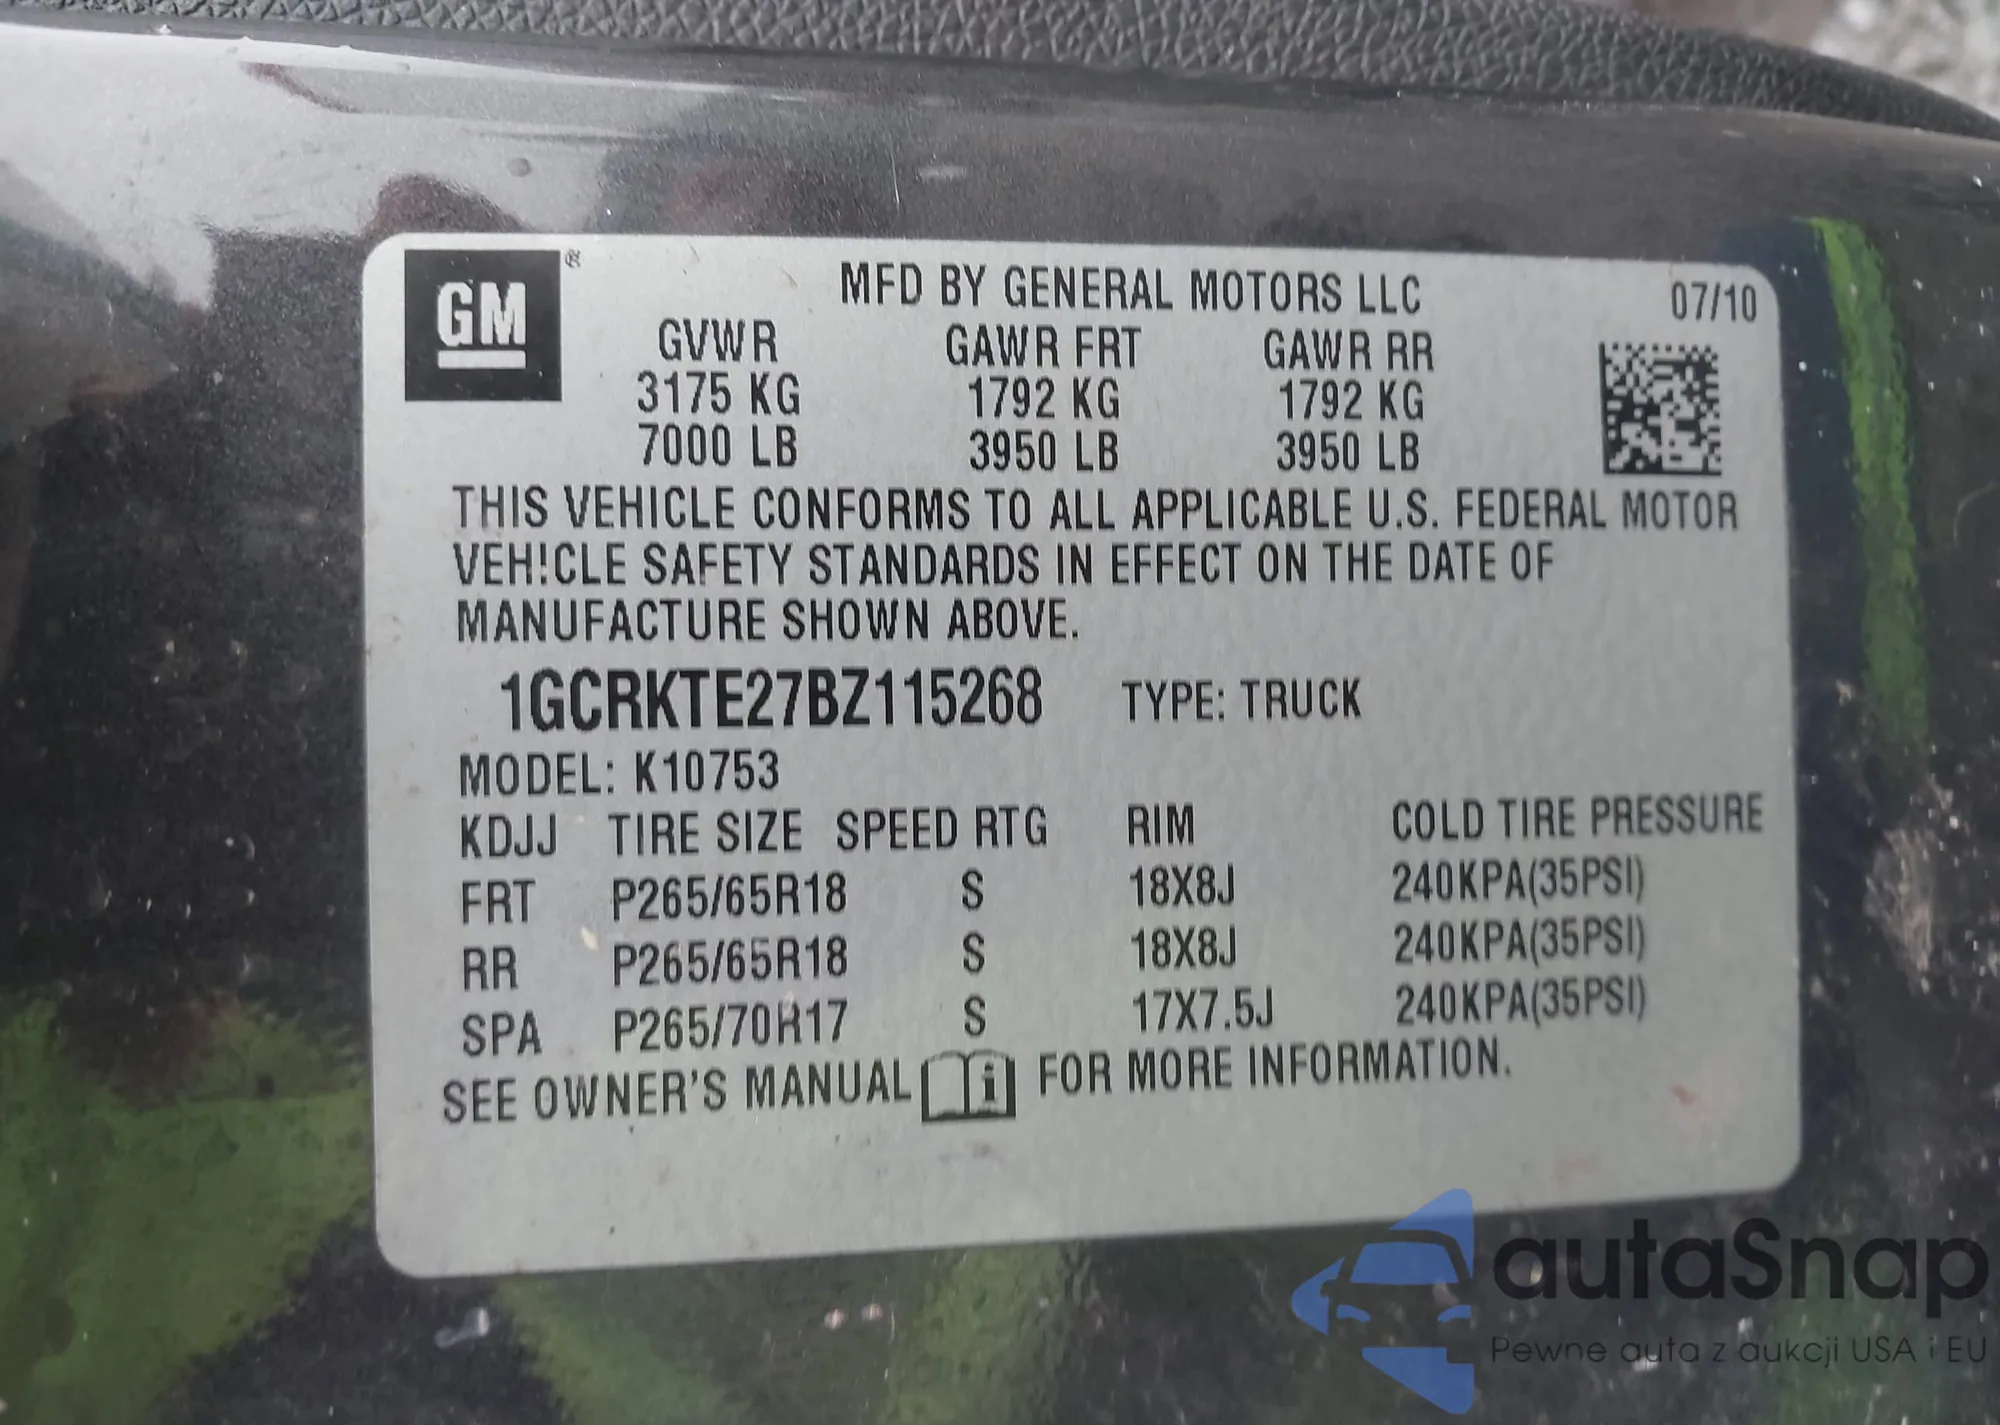 GM®
MFD BY GENERAL MOTORS LLC 07/10
GVWR GAWR FRT GAWR RR
3175 KG 1792 KG 1792 KG
7000 LB 3950 LB 3950 LB
THIS VEHICLE CONFORMS TO ALL APPLICABLE U.S. FEDERAL MOTOR
VEHICLE SAFETY STANDARDS IN EFFECT ON THE DATE OF
MANUFACTURE SHOWN ABOVE.
1GCRKTE27BZ115268 TYPE: TRUCK
MODEL: K10753
KDJJ TIRE SIZE SPEED RTG RIM COLD TIRE PRESSURE
FRT P265/65R18 S 18X8J 240KPA(35PSI)
RR P265/65R18 S 18X8J 240KPA(35PSI)
SPA P265/70R17 S 17X7.5J 240KPA(35PSI)
SEE OWNER'S MANUAL i FOR MORE INFORMATION.
autaSnap
Pewne auta z aukcji USA i EU